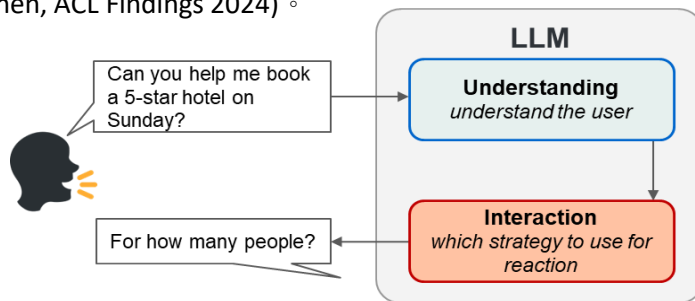 nen, ACL Findings 2024)。
LLM
Can you help me book
a 5-star hotel on
Sunday?
Understanding
understand the user
Interaction
which strategy to use for
reaction
For how many people?